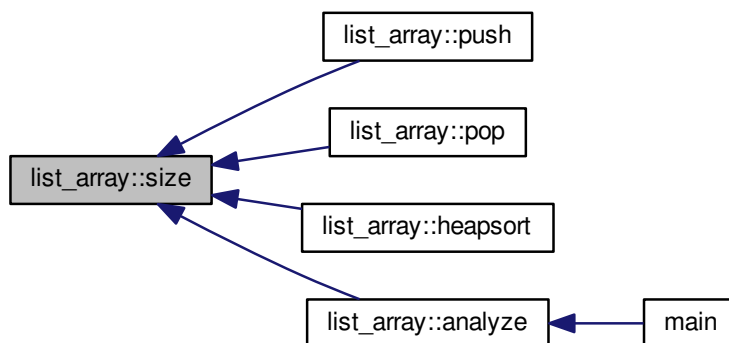 list_array::push
list_array::pop
list_array::size
list_array::heapsort
list_array::analyze
main